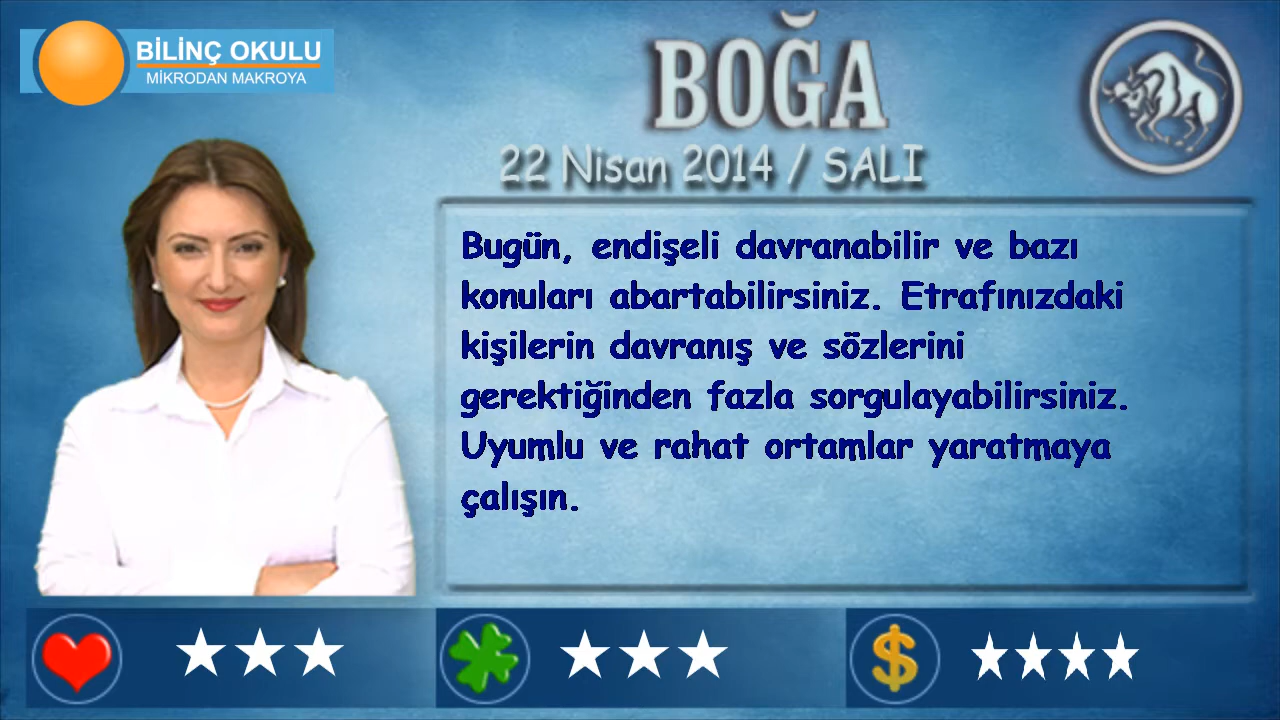 BİLİNÇ OKULU
MİKRODAN MAKROYA
BOĞA
22 Nisan 2014 / SALI
Bugün, endişeli davranabilir ve bazı
konuları abartabilirsiniz. Etrafınızdaki
kişilerin davranış ve sözlerini
gerektiğinden fazla sorgulayabilirsiniz.
Uyumlu ve rahat ortamlar yaratmaya
çalışın.